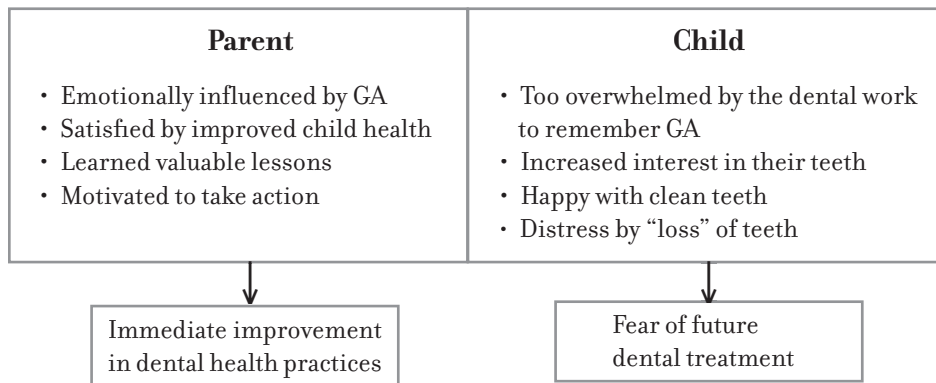 Parent
• Emotionally influenced by GA
• Satisfied by improved child health
• Learned valuable lessons
• Motivated to take action
Child
• Too overwhelmed by the dental work
to remember GA
• Increased interest in their teeth
• Happy with clean teeth
• Distress by “loss” of teeth
Immediate improvement
in dental health practices
Fear of future
dental treatment